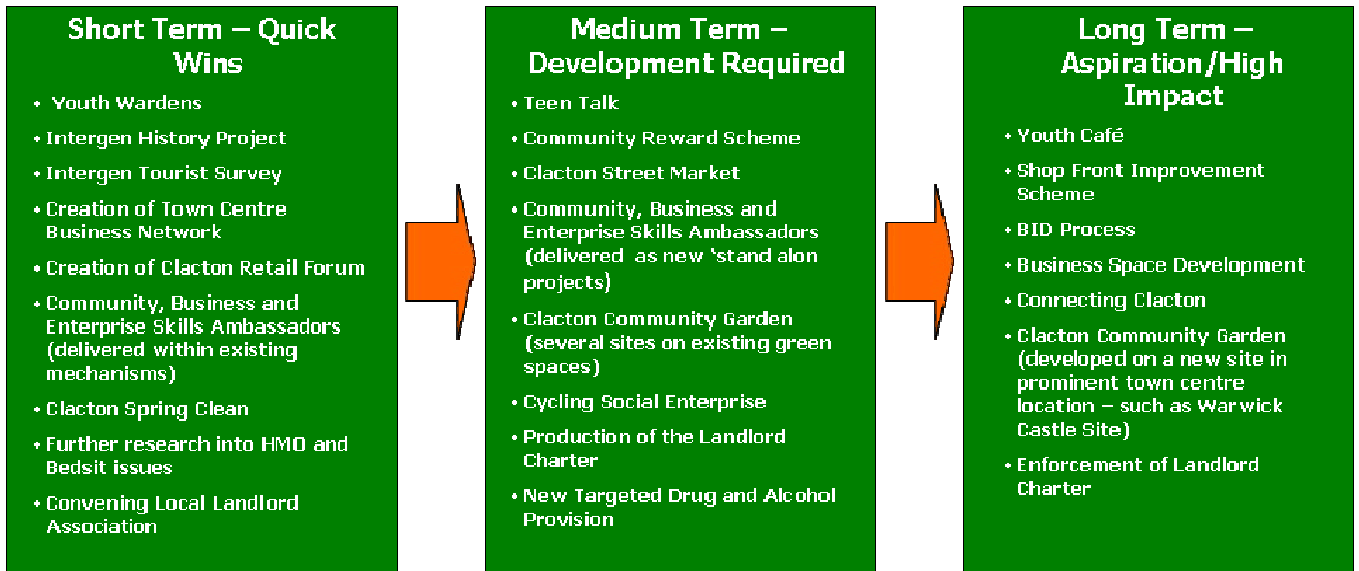 Short Term – Quick
Wins
• Youth Wardens
• Intergen History Project
• Intergen Tourist Survey
• Creation of Town Centre
Business Network
• Creation of Clacton Retail Forum
• Community, Business and
Enterprise Skills Ambassadors
(delivered within existing
mechanisms)
• Clacton Spring Clean
• Further research into HMO and
Bedsit issues
• Convening Local Landlord
Association
Medium Term –
Development Required
• Teen Talk
• Community Reward Scheme
• Clacton Street Market
• Community, Business and
Enterprise Skills Ambassadors
(delivered as new ‘stand alon
projects)
• Clacton Community Garden
(several sites on existing green
spaces)
• Cycling Social Enterprise
• Production of the Landlord
Charter
• New Targeted Drug and Alcohol
Provision
Long Term –
Aspiration/High
Impact
• Youth Café
• Shop Front Improvement
Scheme
• BID Process
• Business Space Development
• Connecting Clacton
• Clacton Community Garden
(developed on a new site in
prominent town centre
location – such as Warwick
Castle Site)
• Enforcement of Landlord
Charter